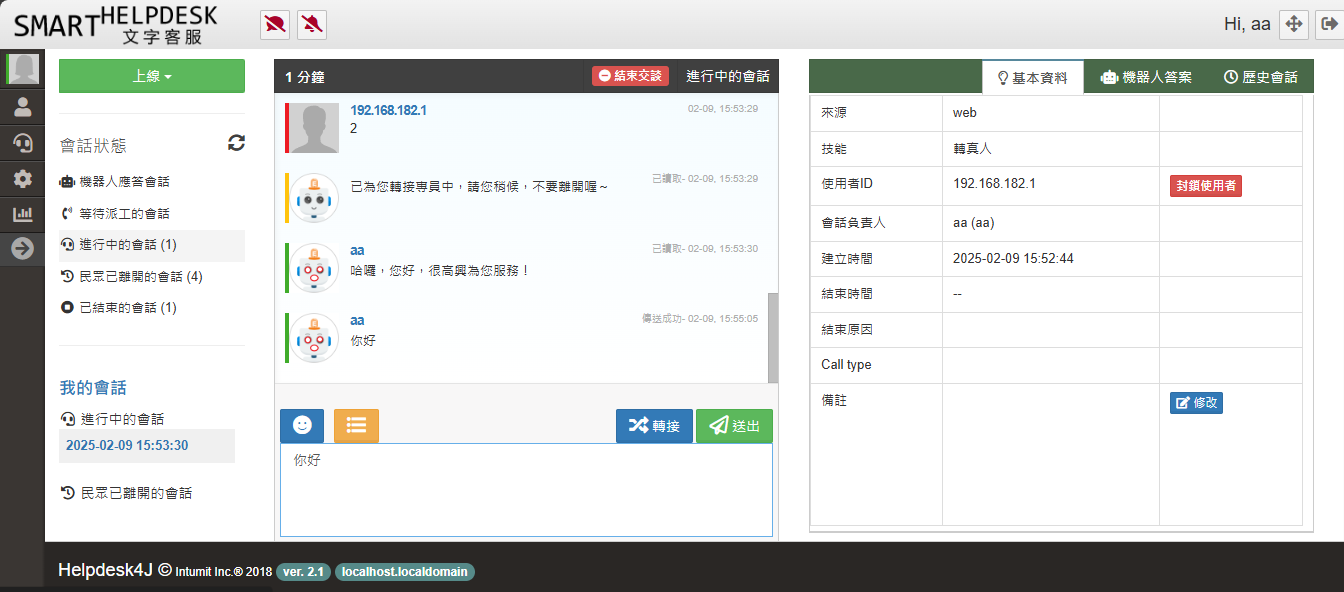 SMART HELPDESK
文字客服
Hi, aa
上線
會話狀態
機器人應答會話
等待派工的會話
進行中的會話 (1)
民眾已離開的會話 (4)
已結束的會話 (1)
我的會話
進行中的會話
2025-02-09 15:53:30
民眾已離開的會話
1 分鐘
結束交談
進行中的會話
192.168.182.1
02-09, 15:53:29
2
已讀取- 02-09, 15:53:29
已為您轉接專員中，請您稍候，不要離開喔～
aa
已讀取- 02-09, 15:53:30
哈囉，您好，很高興為您服務！
aa
傳送成功- 02-09, 15:55:05
你好
轉接
送出
你好
基本資料
機器人答案
歷史會話
來源 web
技能 轉真人
使用者ID 192.168.182.1 封鎖使用者
會話負責人 aa (aa)
建立時間 2025-02-09 15:52:44
結束時間 --
結束原因
Call type
備註 修改
Helpdesk4J © Intumit Inc.® 2018 ver. 2.1 localhost.localdomain